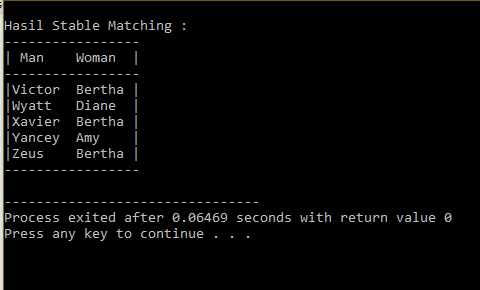 Hasil Stable Matching :
-----------------
| Man    Woman  |
-----------------
|Victor  Bertha |
|Wyatt   Diane  |
|Xavier  Bertha |
|Yancey  Amy    |
|Zeus    Bertha |
-----------------
--------------------------------
Process exited after 0.06469 seconds with return value 0
Press any key to continue . . .